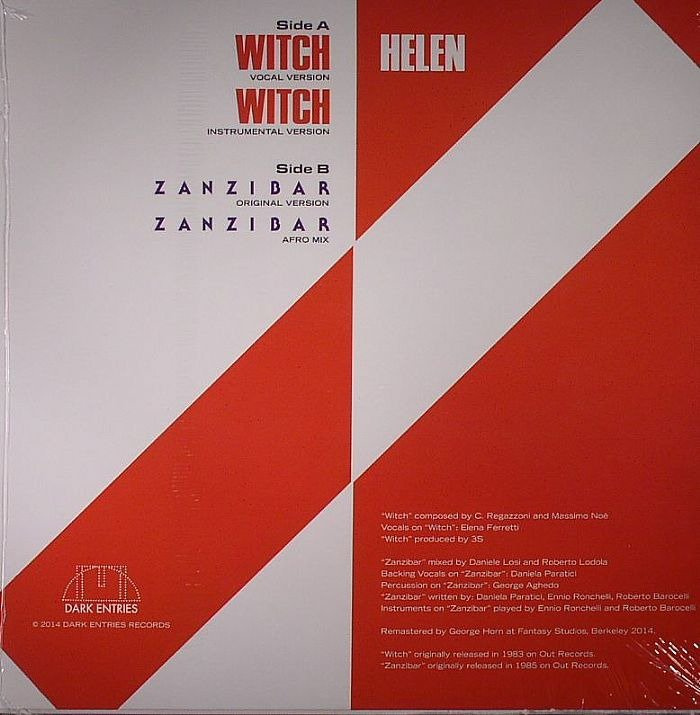 Side A
WITCH
VOCAL VERSION
WITCH
INSTRUMENTAL VERSION
Side B
ZANZIBAR
ORIGINAL VERSION
ZANZIBAR
AFRO MIX
HELEN
"Witch" composed by C. Regazzoni and Massimo Noè
Vocals on "Witch": Elena Ferretti
"Witch" produced by 3S
"Zanzibar" mixed by Daniele Losi and Roberto Lodola
Backing Vocals on "Zanzibar": Daniela Paratici
Percussion on "Zanzibar": George Aghedo
"Zanzibar" written by: Daniela Paratici, Ennio Ronchelli, Roberto Barocelli
Instruments on "Zanzibar" played by Ennio Ronchelli and Roberto Barocelli
Remastered by George Horn at Fantasy Studios, Berkeley 2014.
"Witch" originally released in 1983 on Out Records.
"Zanzibar" originally released in 1985 on Out Records.
DARK ENTRIES
© 2014 DARK ENTRIES RECORDS